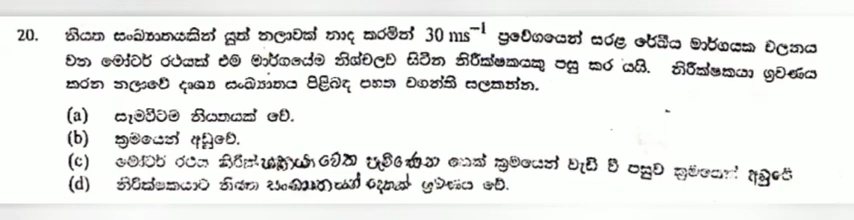 20. නියත සංඛ්‍යාතයකින් යුත් නලාවක් නාද කරමින් 30 ms⁻¹ ප්‍රවේගයෙන් සරළ රේඛීය මාර්ගයක චලනය
වන මෝටර් රථයක් එම මාර්ගයේම නිශ්චලව සිටින නිරීක්ෂකයකු පසු කර යයි. නිරීක්ෂකයා ශ්‍රවණය
කරන නලාවේ දෘශ්‍ය සංඛ්‍යාතය පිළිබඳ පහත වගන්ති සලකන්න.
(a) සැමවිටම නියතයක් වේ.
(b) ක්‍රමයෙන් අඩුවේ.
(c) මෝටර් රථය නිරීක්ෂකයා වෙත පැමිණෙන තෙක් ක්‍රමයෙන් වැඩි වී පසුව ක්‍රමයෙන් අඩුවේ
(d) නිරීක්ෂකයාට නියත සංඛ්‍යාතයන් දෙකක් ශ්‍රවණය වේ.